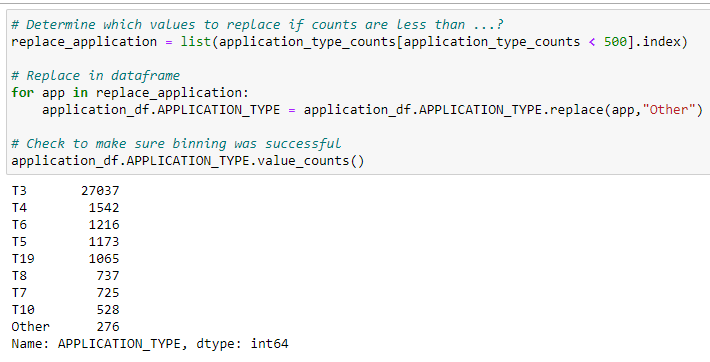 # Determine which values to replace if counts are less than ...?
replace_application = list(application_type_counts[application_type_counts < 500].index)
# Replace in dataframe
for app in replace_application:
    application_df.APPLICATION_TYPE = application_df.APPLICATION_TYPE.replace(app,"Other")
# Check to make sure binning was successful
application_df.APPLICATION_TYPE.value_counts()
T3 27037
T4 1542
T6 1216
T5 1173
T19 1065
T8 737
T7 725
T10 528
Other 276
Name: APPLICATION_TYPE, dtype: int64